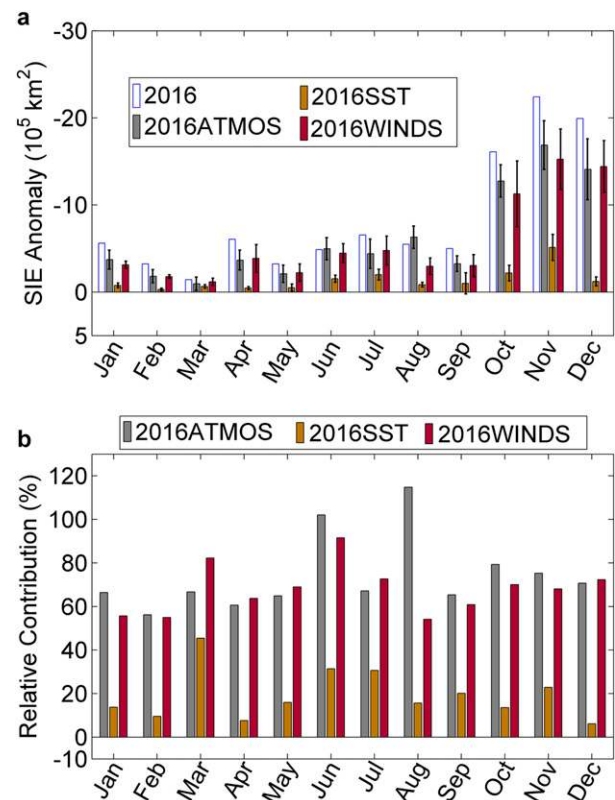 a
-30
-20
-10
0
5
SIE Anomaly (10⁵ km²)
2016
2016SST
2016ATMOS
2016WINDS
Jan Feb Mar Apr May Jun Jul Aug Sep Oct Nov Dec
b
2016ATMOS 2016SST 2016WINDS
120
100
80
60
40
20
0
-10
Relative Contribution (%)
Jan Feb Mar Apr May Jun Jul Aug Sep Oct Nov Dec